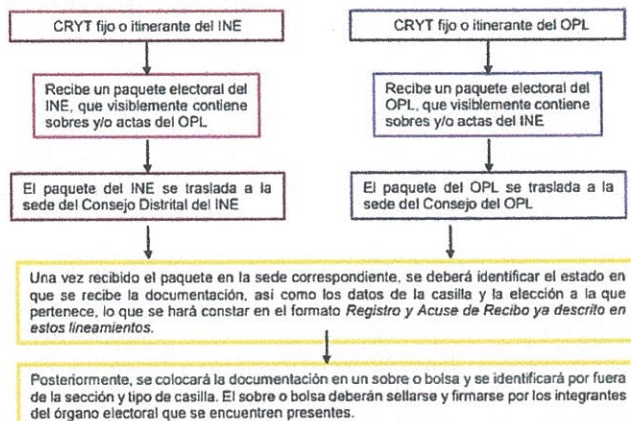 CRYT fijo o itinerante del INE
CRYT fijo o itinerante del OPL
Recibe un paquete electoral del
INE, que visiblemente contiene
sobres y/o actas del OPL
Recibe un paquete electoral del
OPL, que visiblemente contiene
sobres y/o actas del INE
El paquete del INE se traslada a la
sede del Consejo Distrital del INE
El paquete del OPL se traslada a la
sede del Consejo del OPL
Una vez recibido el paquete en la sede correspondiente, se deberá identificar el estado en
que se recibe la documentación, así como los datos de la casilla y la elección a la que
pertenece, lo que se hará constar en el formato Registro y Acuse de Recibo ya descrito en
estos lineamientos.
Posteriormente, se colocará la documentación en un sobre o bolsa y se identificará por fuera
de la sección y tipo de casilla. El sobre o bolsa deberán sellarse y firmarse por los integrantes
del órgano electoral que se encuentren presentes.